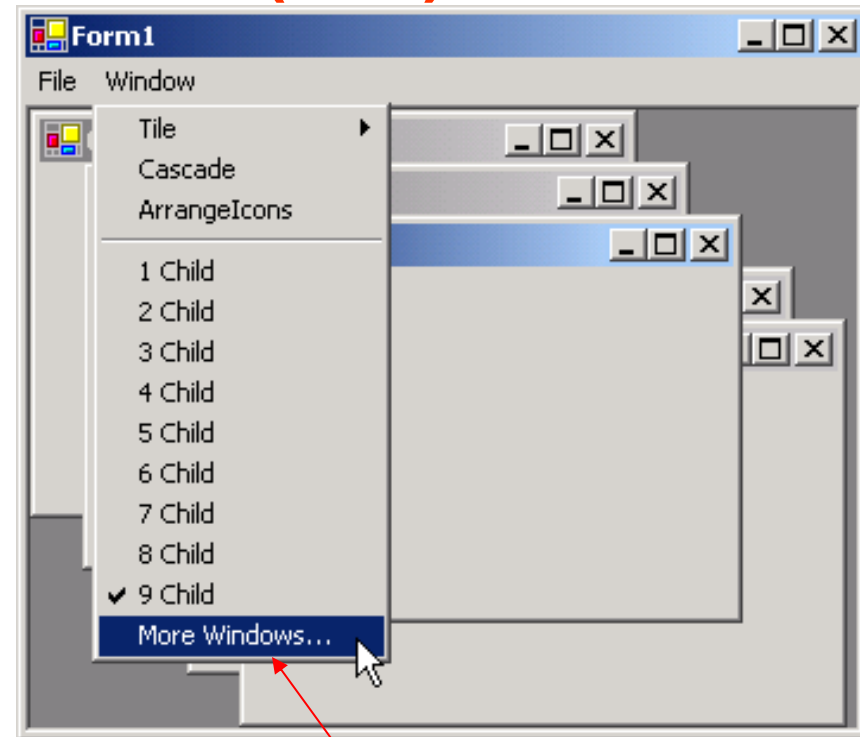 Form1
File Window
Tile
Cascade
ArrangeIcons
1 Child
2 Child
3 Child
4 Child
5 Child
6 Child
7 Child
8 Child
9 Child
More Windows...